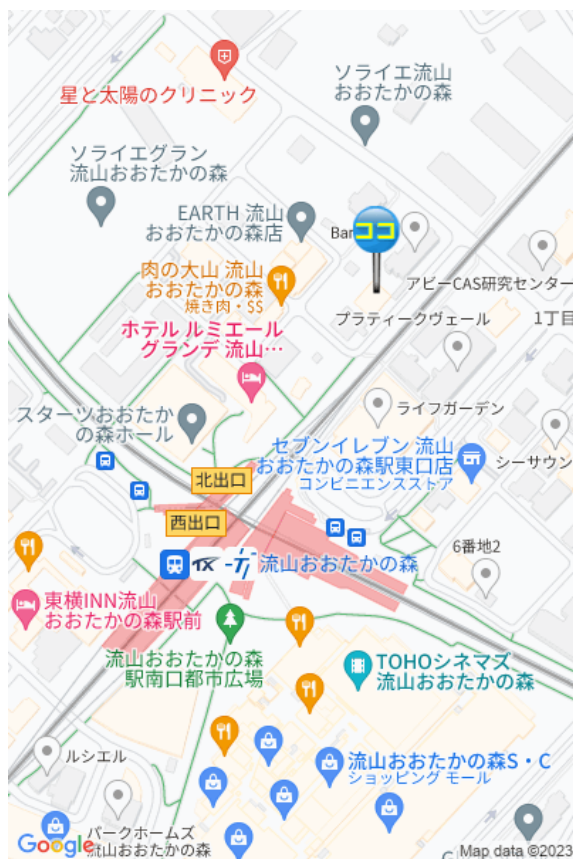 星と太陽のクリニック
ソライエ流山
おおたかの森
ソライエグラン
流山おおたかの森
EARTH 流山
おおたかの森店
Bar
ココ
アビーCAS研究センター
肉の大山 流山
おおたかの森
焼き肉・$$
プラティークヴェール
1丁目
ホテル ルミエール
グランデ 流山…
スターツおおたか
の森ホール
ライフガーデン
セブンイレブン 流山
おおたかの森駅東口店
コンビニエンスストア
シーサウン
北出口
西出口
6番地2
TX
流山おおたかの森
東横INN流山
おおたかの森駅前
流山おおたかの森
駅南口都市広場
TOHOシネマズ
流山おおたかの森
ルシエル
流山おおたかの森S・C
ショッピング モール
パークホームズ
流山おおたかの森
Google
Map data ©2023